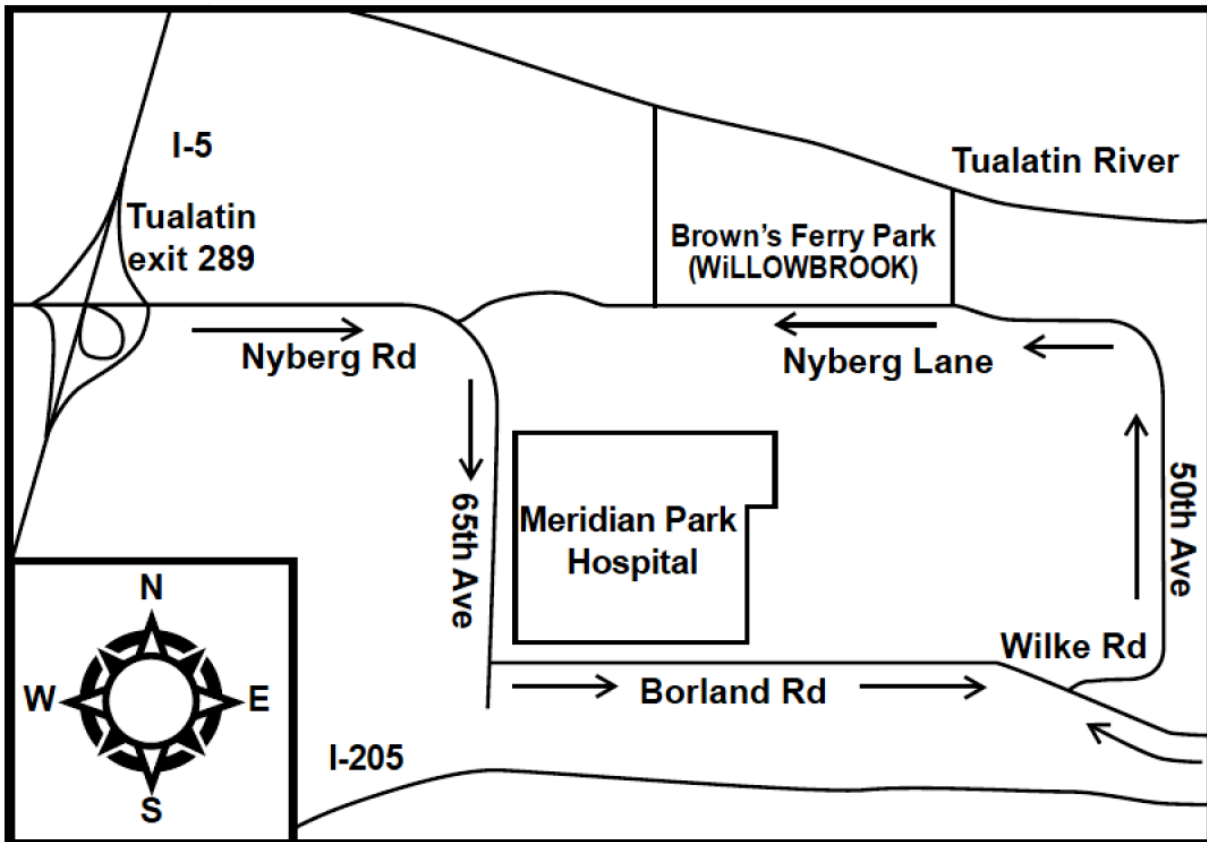 I-5
Tualatin
exit 289
Tualatin River
Brown's Ferry Park
(WiLLOWBROOK)
Nyberg Rd
Nyberg Lane
65th Ave
Meridian Park
Hospital
50th Ave
Wilke Rd
Borland Rd
I-205
N
W
E
S